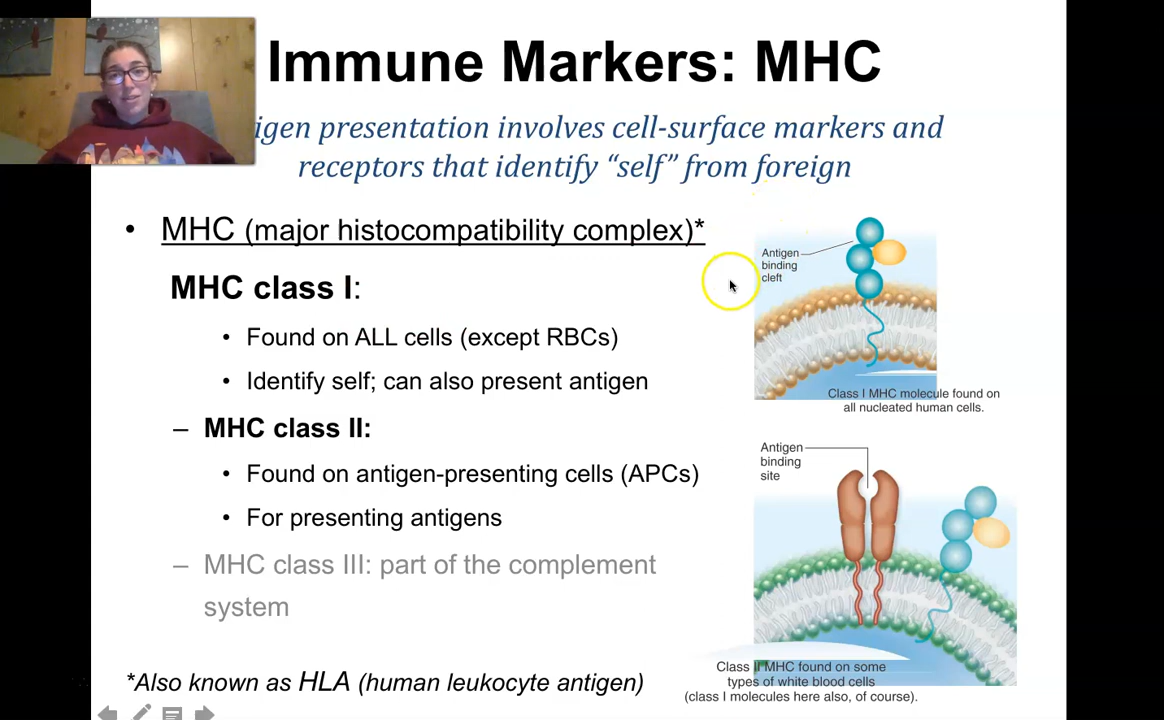 Immune Markers: MHC
igen presentation involves cell-surface markers and
receptors that identify “self” from foreign
• MHC (major histocompatibility complex)*
MHC class I:
• Found on ALL cells (except RBCs)
• Identify self; can also present antigen
– MHC class II:
• Found on antigen-presenting cells (APCs)
• For presenting antigens
– MHC class III: part of the complement
system
*Also known as HLA (human leukocyte antigen)
Antigen
binding
cleft
Class I MHC molecule found on
all nucleated human cells.
Antigen
binding
site
Class II MHC found on some
types of white blood cells
(class I molecules here also, of course).